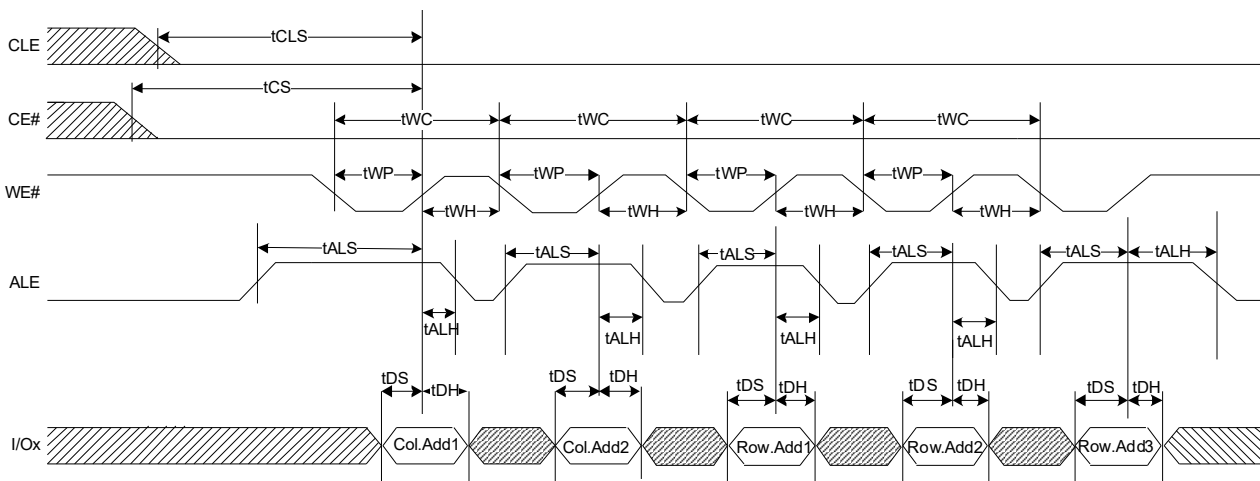 CLE
tCLS
tCS
CE#
tWC tWC tWC tWC
WE#
tWP tWP tWP tWP
tWH tWH tWH tWH
ALE
tALS tALS tALS tALS tALS tALH
tALH tALH tALH tALH
tDS tDH tDS tDH tDS tDH tDS tDH tDS tDH
I/Ox
Col.Add1 Col.Add2 Row.Add1 Row.Add2 Row.Add3